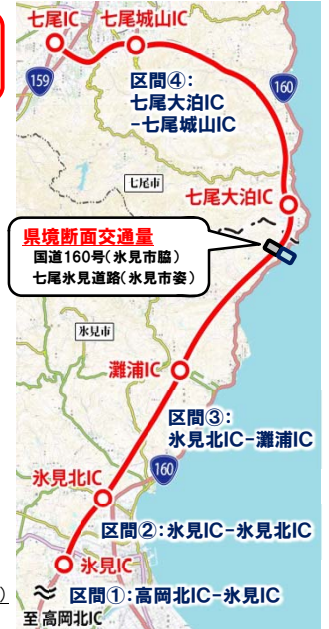 七尾IC
七尾城山IC
159
160
区間④：
七尾大泊IC
-七尾城山IC
七尾市
七尾大泊IC
県境断面交通量
国道160号(氷見市脇)
七尾氷見道路(氷見市姿)
氷見市
灘浦IC
区間③：
氷見北IC-灘浦IC
160
氷見北IC
区間②：氷見IC-氷見北IC
氷見IC
)
区間①：高岡北IC-氷見IC
至 高岡北IC